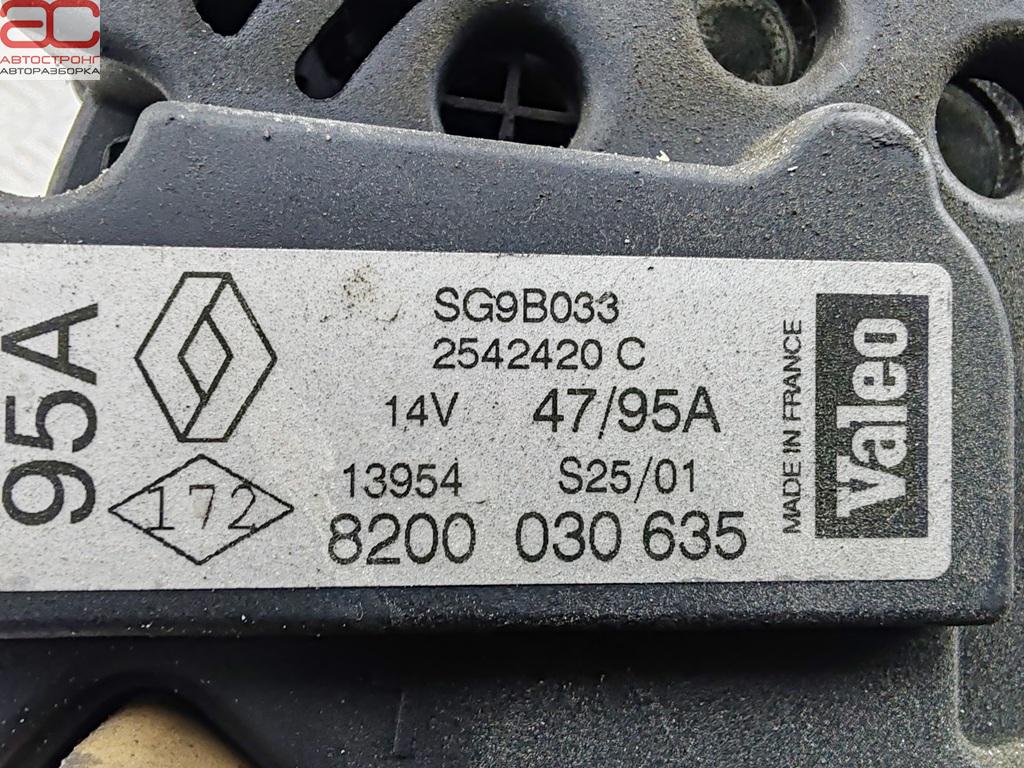 ac
АВТОСТРОНГ
АВТОРАЗБОРКА
95A
172
SG9B033
2542420 C
14V 47/95A
13954 S25/01
8200 030 635
MADE IN FRANCE
Valeo